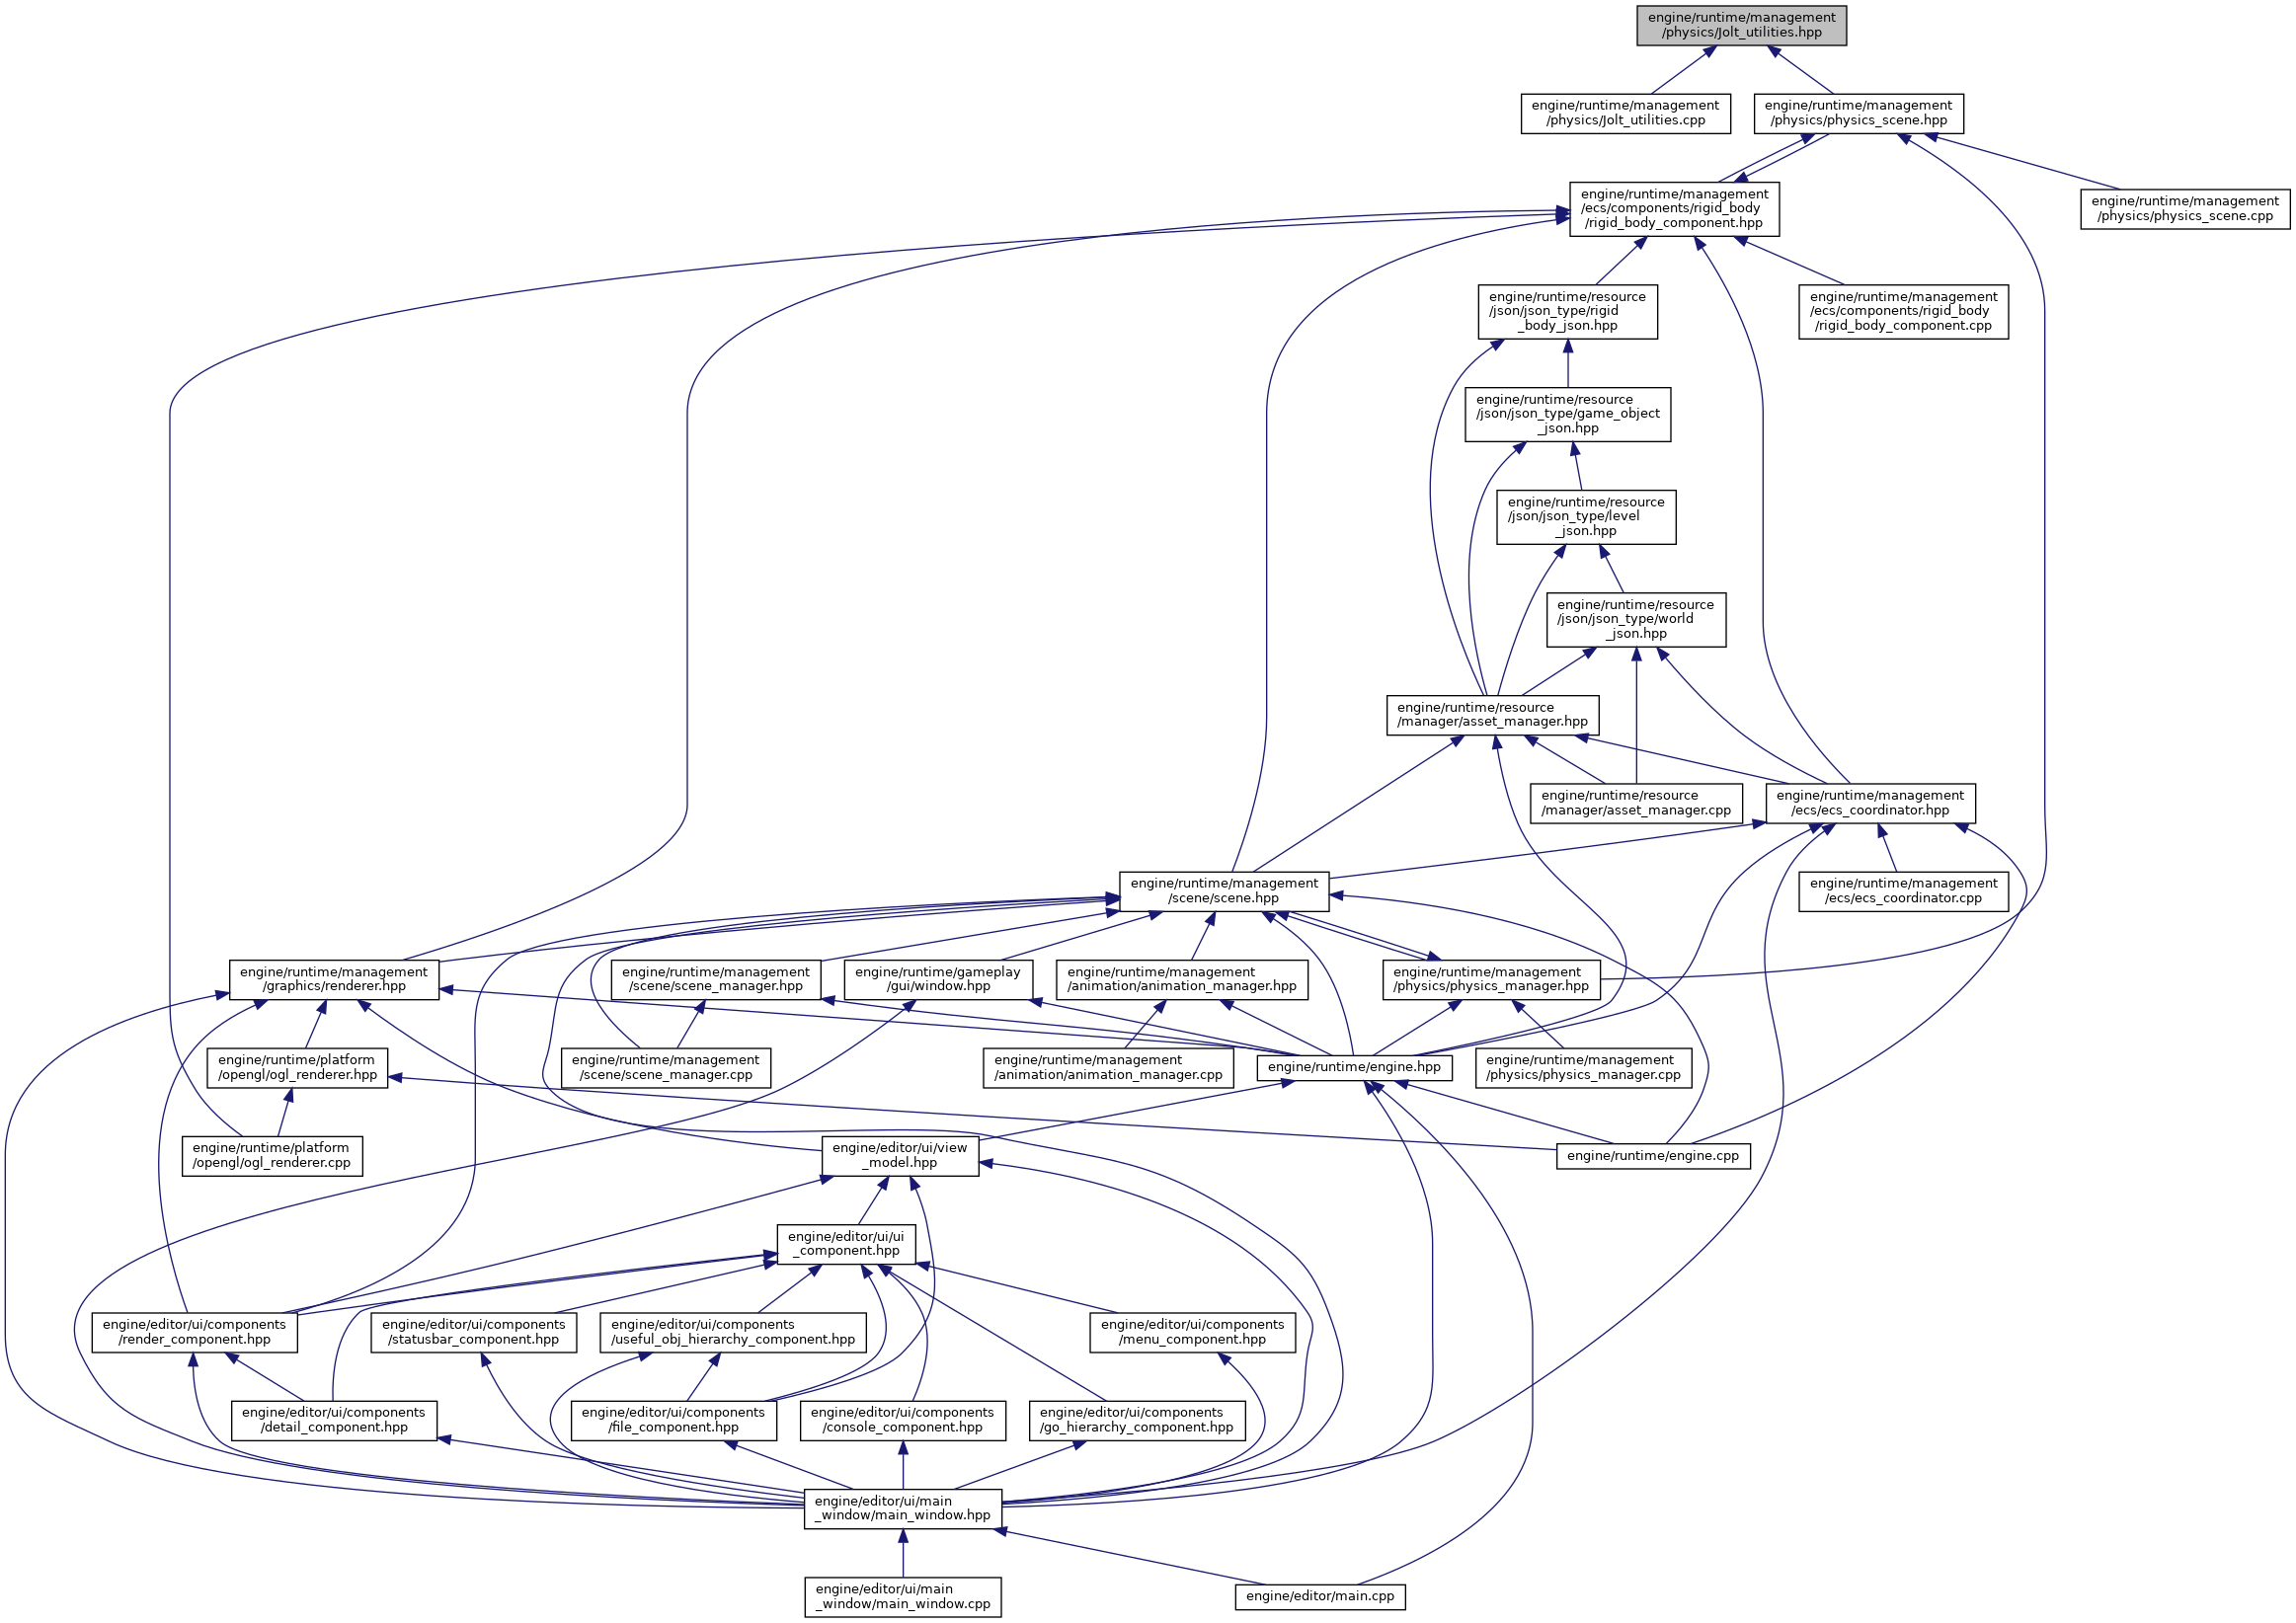 engine/runtime/management
/physics/Jolt_utilities.hpp
engine/runtime/management
/physics/Jolt_utilities.cpp
engine/runtime/management
/physics/physics_scene.hpp
engine/runtime/management
/ecs/components/rigid_body
/rigid_body_component.hpp
engine/runtime/management
/physics/physics_scene.cpp
engine/runtime/resource
/json/json_type/rigid
_body_json.hpp
engine/runtime/management
/ecs/components/rigid_body
/rigid_body_component.cpp
engine/runtime/resource
/json/json_type/game_object
_json.hpp
engine/runtime/resource
/json/json_type/level
_json.hpp
engine/runtime/resource
/json/json_type/world
_json.hpp
engine/runtime/resource
/manager/asset_manager.hpp
engine/runtime/resource
/manager/asset_manager.cpp
engine/runtime/management
/ecs/ecs_coordinator.hpp
engine/runtime/management
/scene/scene.hpp
engine/runtime/management
/ecs/ecs_coordinator.cpp
engine/runtime/management
/graphics/renderer.hpp
engine/runtime/management
/scene/scene_manager.hpp
engine/runtime/gameplay
/gui/window.hpp
engine/runtime/management
/animation/animation_manager.hpp
engine/runtime/management
/physics/physics_manager.hpp
engine/runtime/platform
/opengl/ogl_renderer.hpp
engine/runtime/management
/scene/scene_manager.cpp
engine/runtime/management
/animation/animation_manager.cpp
engine/runtime/engine.hpp
engine/runtime/management
/physics/physics_manager.cpp
engine/runtime/platform
/opengl/ogl_renderer.cpp
engine/editor/ui/view
_model.hpp
engine/runtime/engine.cpp
engine/editor/ui/ui
_component.hpp
engine/editor/ui/components
/render_component.hpp
engine/editor/ui/components
/statusbar_component.hpp
engine/editor/ui/components
/useful_obj_hierarchy_component.hpp
engine/editor/ui/components
/menu_component.hpp
engine/editor/ui/components
/detail_component.hpp
engine/editor/ui/components
/file_component.hpp
engine/editor/ui/components
/console_component.hpp
engine/editor/ui/components
/go_hierarchy_component.hpp
engine/editor/ui/main
_window/main_window.hpp
engine/editor/ui/main
_window/main_window.cpp
engine/editor/main.cpp